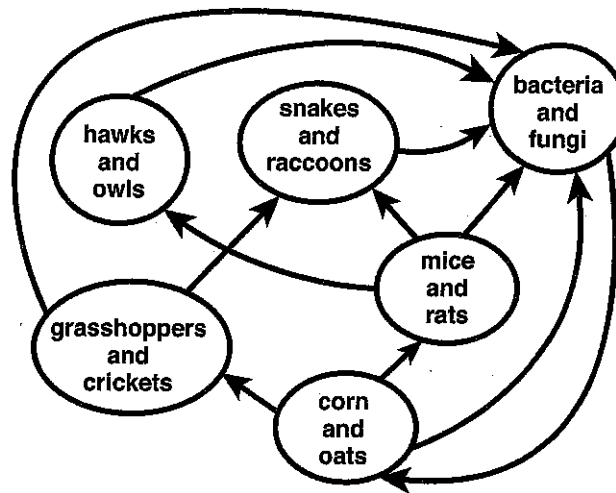 hawks
and
owls
snakes
and
raccoons
bacteria
and
fungi
grasshoppers
and
crickets
mice
and
rats
corn
and
oats